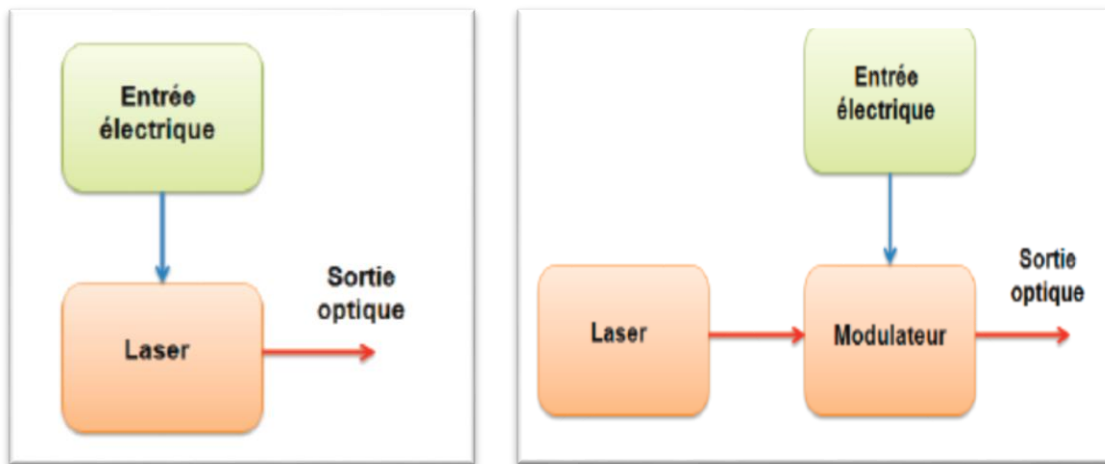 Entrée
électrique
Sortie
optique
Laser
Entrée
électrique
Sortie
optique
Laser
Modulateur